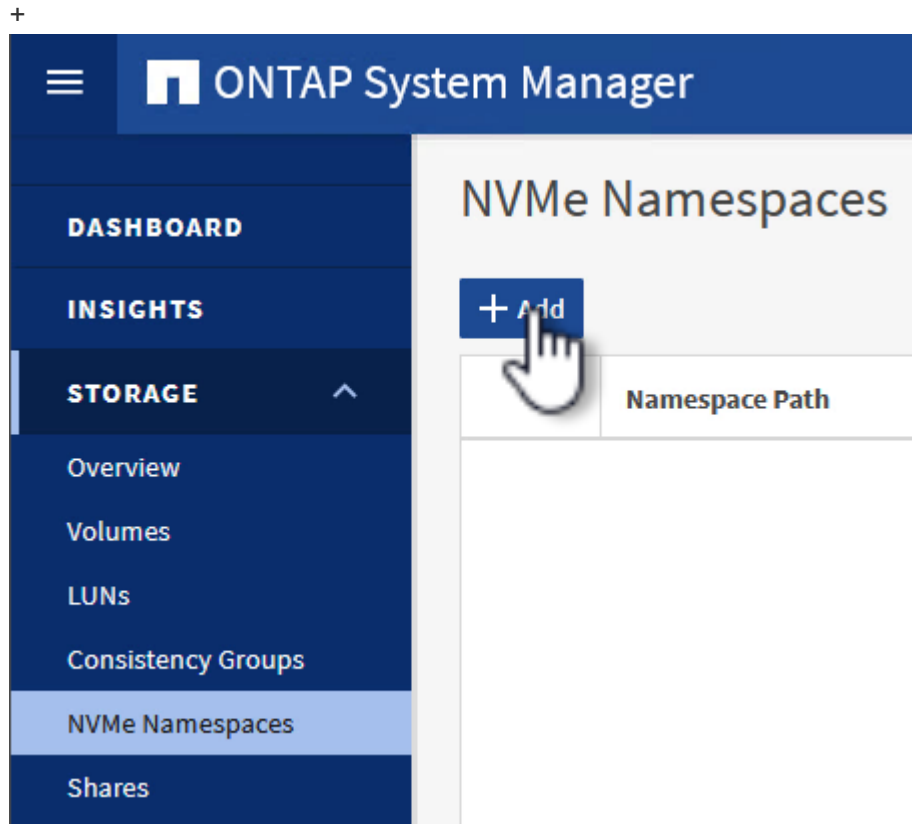 +
ONTAP System Manager
DASHBOARD
INSIGHTS
STORAGE
Overview
Volumes
LUNs
Consistency Groups
NVMe Namespaces
Shares
NVMe Namespaces
+ Add
Namespace Path